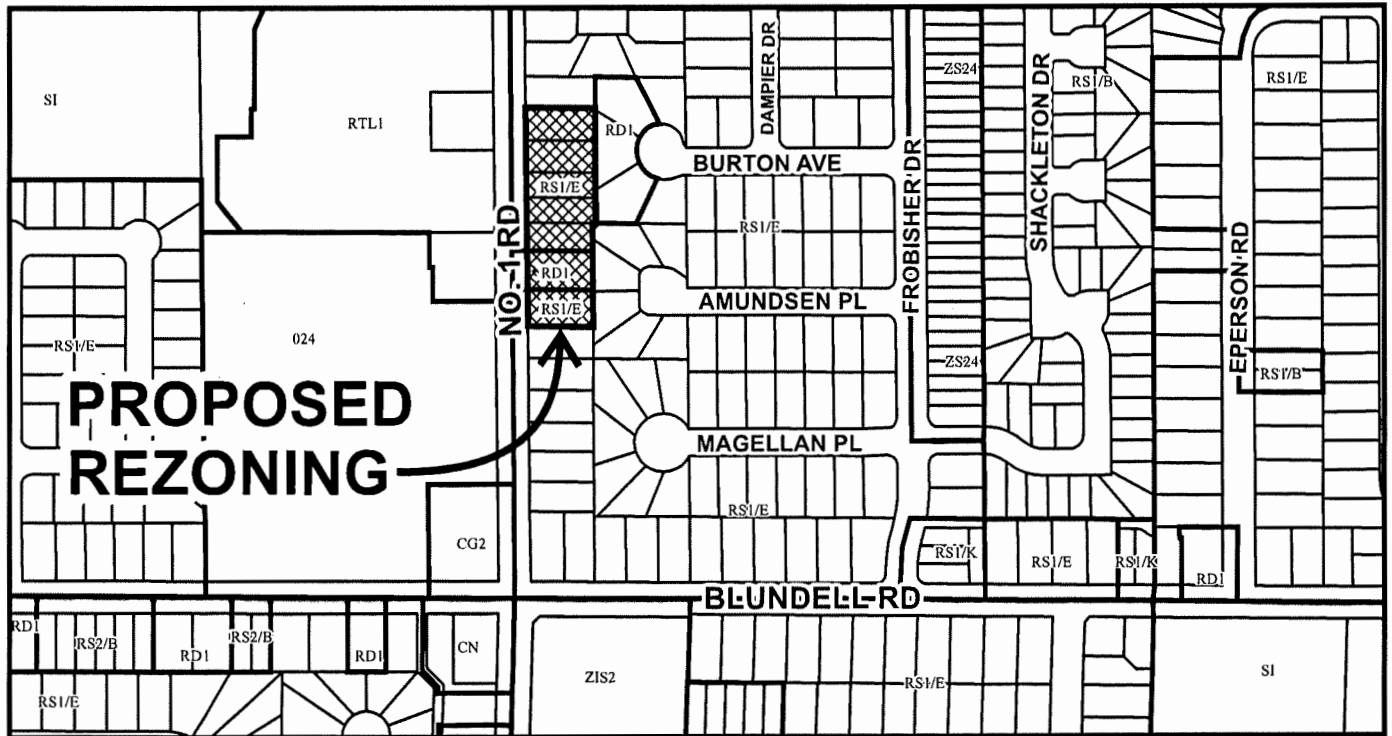 SI
RTL1
RD1
DAMPIER DR
ZS24
SHACKLETON DR
RS1/B
RS1/E
BURTON AVE
RS1/E
NO. 1 RD
RS1/E
FROBISHER DR
EPERSON RD
RD1
AMUNDSEN PL
RS1/E
024
RS1/E
ZS24
RS1/B
PROPOSED
REZONING
MAGELLAN PL
RS1/E
CG2
RS1/K
RS1/E
RS1/K
RD1
BLUNDELL RD
RD1
RS2/B
RD1
RS2/B
RD1
CN
ZIS2
RS1/E
SI
RS1/E